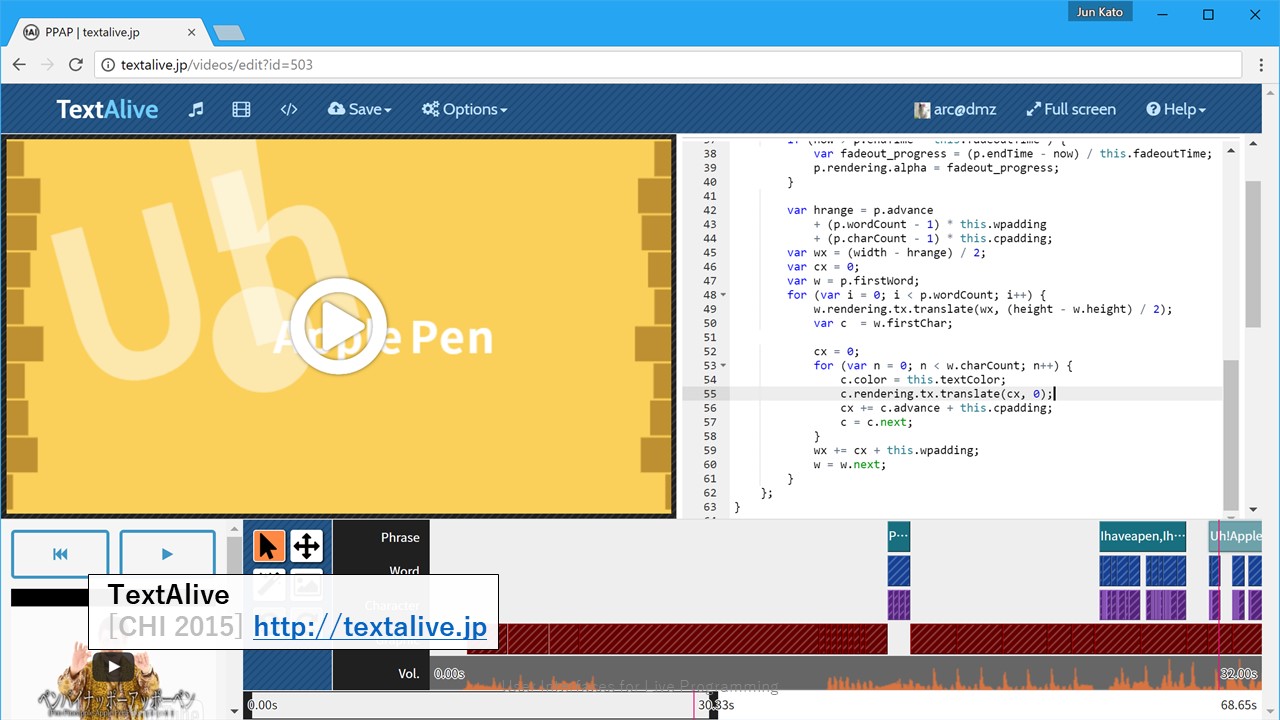 Jun Kato
PPAP | textalive.jp
textalive.jp/videos/edit?id=503
TextAlive
Save
Options
arc@dmz
Full screen
Help
Uh!
Apple Pen
38 var fadeout_progress = (p.endTime - now) / this.fadeoutTime;
39 p.rendering.alpha = fadeout_progress;
40 }
41
42 var hrange = p.advance
43 + (p.wordCount - 1) * this.wpadding
44 + (p.charCount - 1) * this.cpadding;
45 var wx = (width - hrange) / 2;
46 var cx = 0;
47 var w = p.firstWord;
48 for (var i = 0; i < p.wordCount; i++) {
49 w.rendering.tx.translate(wx, (height - w.height) / 2);
50 var c  = w.firstChar;
51
52 cx = 0;
53 for (var n = 0; n < w.charCount; n++) {
54 c.color = this.textColor;
55 c.rendering.tx.translate(cx, 0);
56 cx += c.advance + this.cpadding;
57 c = c.next;
58 }
59 wx += cx + this.wpadding;
60 w = w.next;
61 }
62 };
63 }
Phrase
Word
Character
P…
Ihaveapen,Ih…
Uh!Apple
TextAlive
[CHI 2015] http://textalive.jp
Vol.
0.00s
32.00s
User Interfaces for Live Programming
ペンパイナッポーアッポーペン
0.00s
30.33s
68.65s